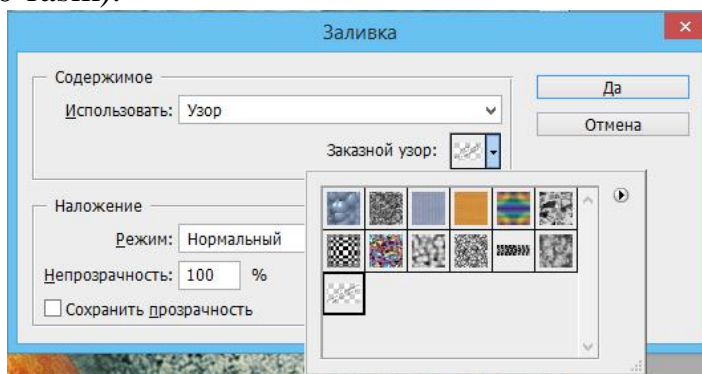 Заливка
Содержимое
Использовать: Узор
Заказной узор:
Да
Отмена
Наложение
Режим: Нормальный
Непрозрачность: 100 %
Сохранить прозрачность